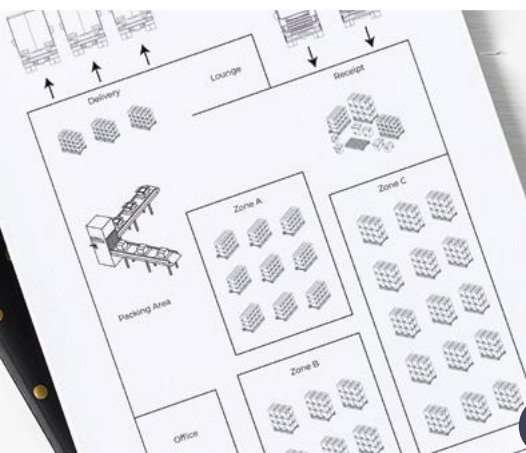 Delivery
Lounge
Receipt
Zone A
Zone C
Packing Area
Zone B
Office